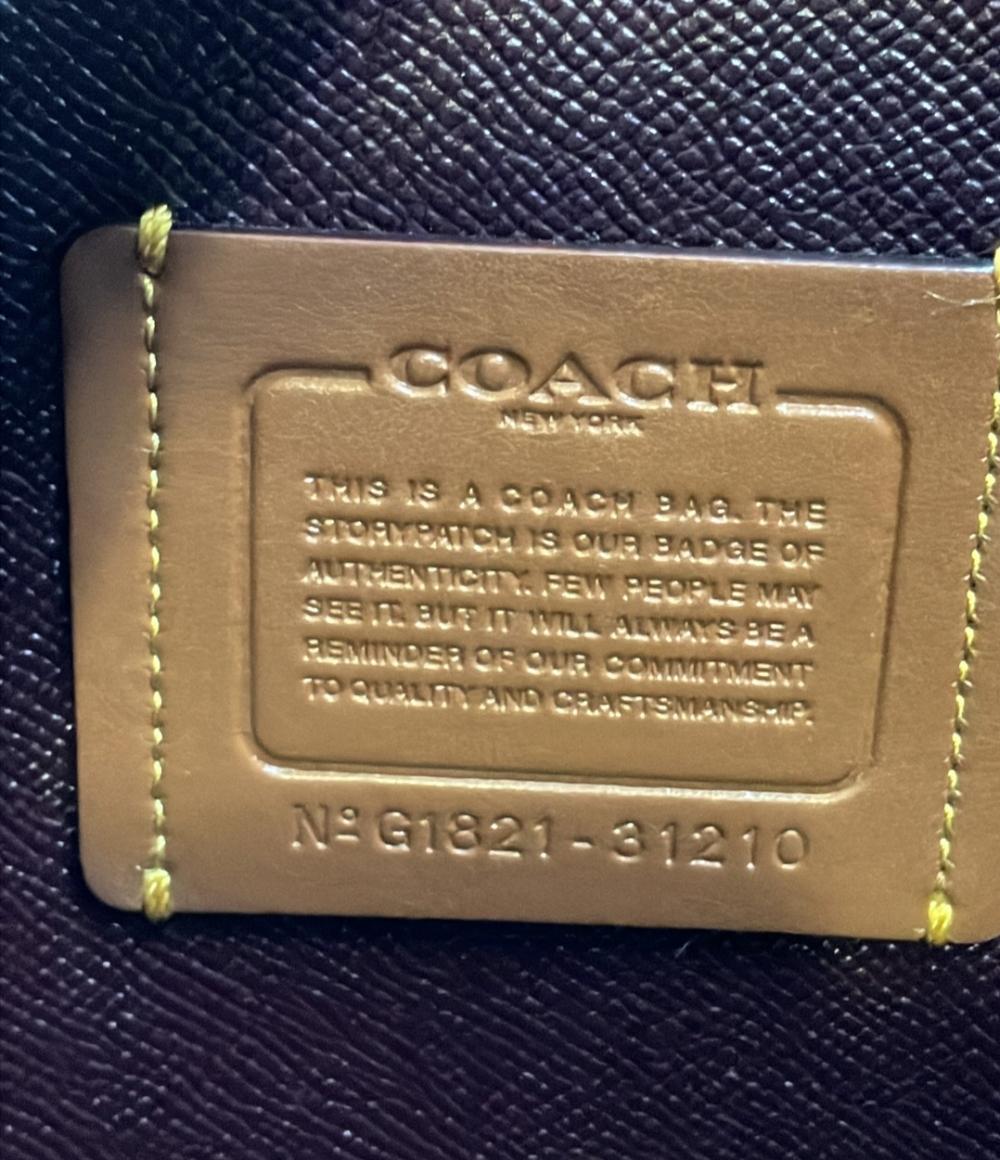 COACH
NEW YORK
THIS IS A COACH BAG. THE
STORYPATCH IS OUR BADGE OF
AUTHENTICITY. FEW PEOPLE MAY
SEE IT. BUT IT WILL ALWAYS BE A
REMINDER OF OUR COMMITMENT
TO QUALITY AND CRAFTSMANSHIP.
Nº G1821-31210